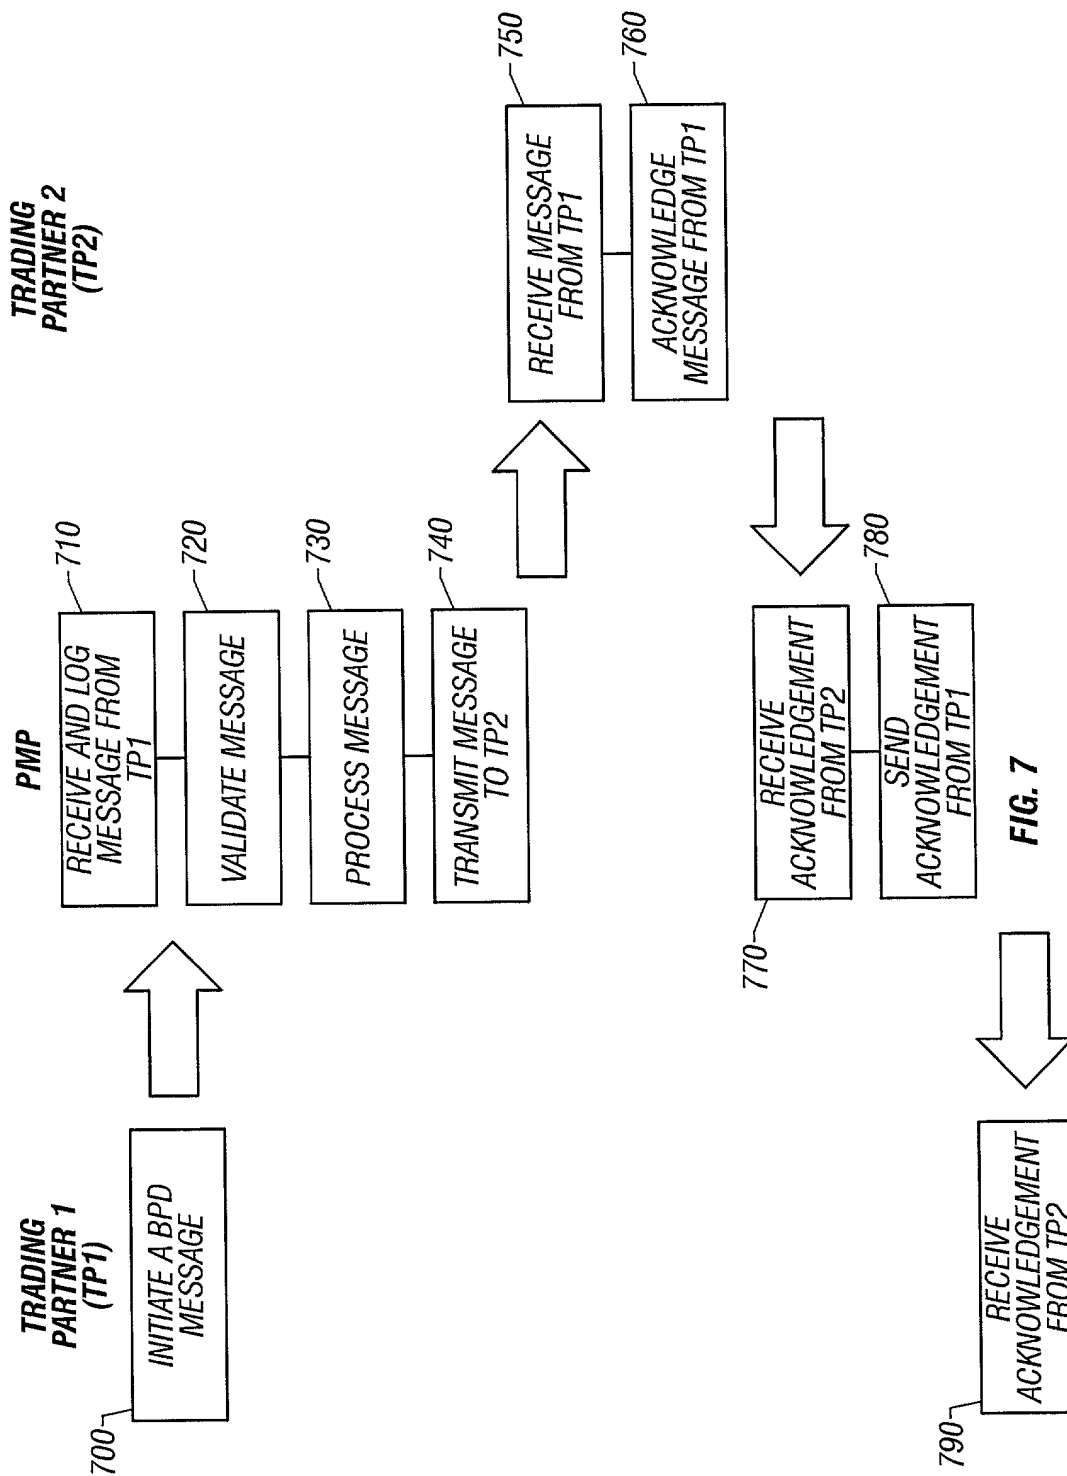 TRADING
PARTNER 1
(TP1)
PMP
TRADING
PARTNER 2
(TP2)
700
INITIATE A BPD
MESSAGE
710
RECEIVE AND LOG
MESSAGE FROM
TP1
720
VALIDATE MESSAGE
730
PROCESS MESSAGE
740
TRANSMIT MESSAGE
TO TP2
750
RECEIVE MESSAGE
FROM TP1
760
ACKNOWLEDGE
MESSAGE FROM TP1
770
RECEIVE
ACKNOWLEDGEMENT
FROM TP2
780
SEND
ACKNOWLEDGEMENT
FROM TP1
790
RECEIVE
ACKNOWLEDGEMENT
FROM TP2
FIG. 7